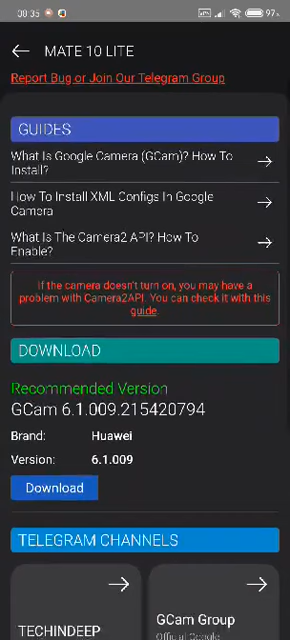 08:35
97
MATE 10 LITE
Report Bug or Join Our Telegram Group
GUIDES
What Is Google Camera (GCam)? How To
Install?
How To Install XML Configs In Google
Camera
What Is The Camera2 API? How To
Enable?
If the camera doesn't turn on, you may have a
problem with Camera2API. You can check it with this
guide.
DOWNLOAD
Recommended Version
GCam 6.1.009.215420794
Brand: Huawei
Version: 6.1.009
Download
TELEGRAM CHANNELS
TECHINDEEP
GCam Group
Official Google